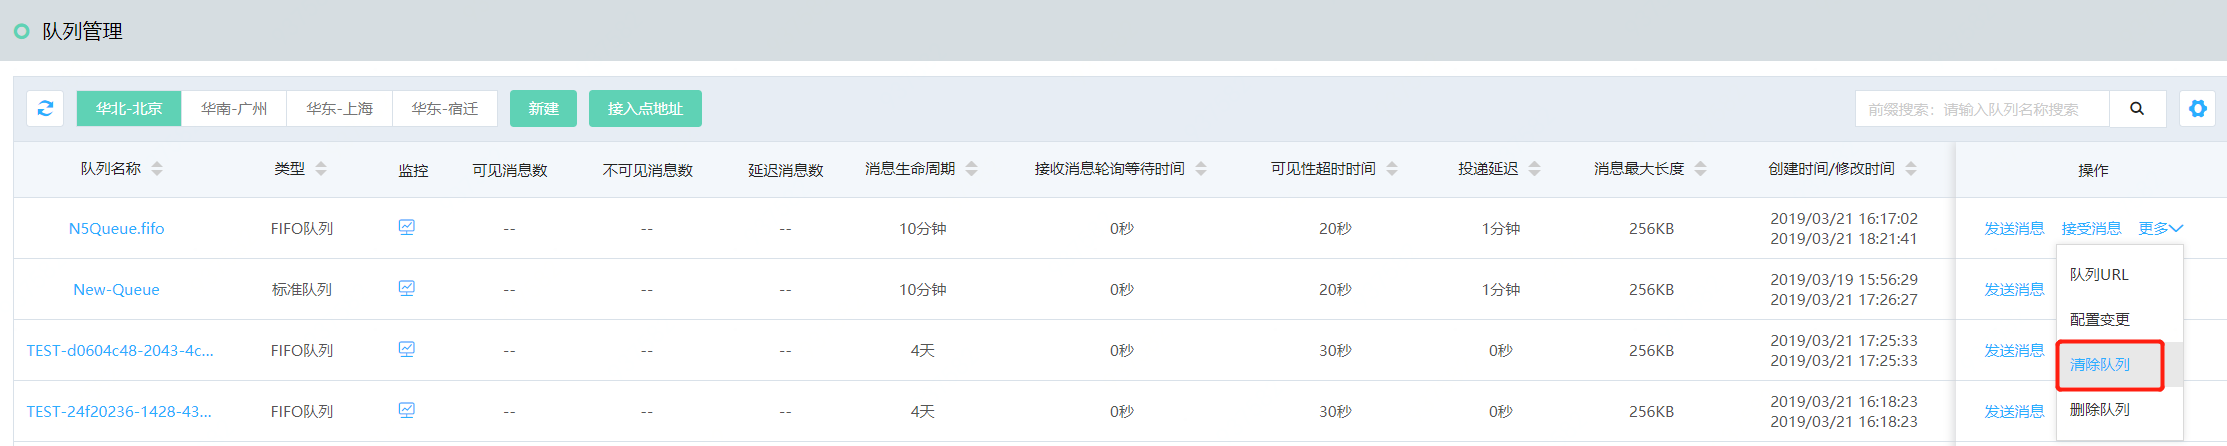 队列管理
华北-北京 华南-广州 华东-上海 华东-宿迁 新建 接入点地址 前缀搜索：请输入队列名称搜索
队列名称 类型 监控 可见消息数 不可见消息数 延迟消息数 消息生命周期 接收消息轮询等待时间 可见性超时时间 投递延迟 消息最大长度 创建时间/修改时间 操作
N5Queue.fifo FIFO队列 -- -- -- 10分钟 0秒 20秒 1分钟 256KB 2019/03/21 16:17:02 发送消息 接受消息 更多
2019/03/21 18:21:41
New-Queue 标准队列 -- -- -- 10分钟 0秒 20秒 1分钟 256KB 2019/03/19 15:56:29 发送消息
2019/03/21 17:26:27
TEST-d0604c48-2043-4c... FIFO队列 -- -- -- 4天 0秒 30秒 0秒 256KB 2019/03/21 17:25:33 发送消息
2019/03/21 17:25:33
TEST-24f20236-1428-43... FIFO队列 -- -- -- 4天 0秒 30秒 0秒 256KB 2019/03/21 16:18:23 发送消息
2019/03/21 16:18:23
队列URL
配置变更
清除队列
删除队列